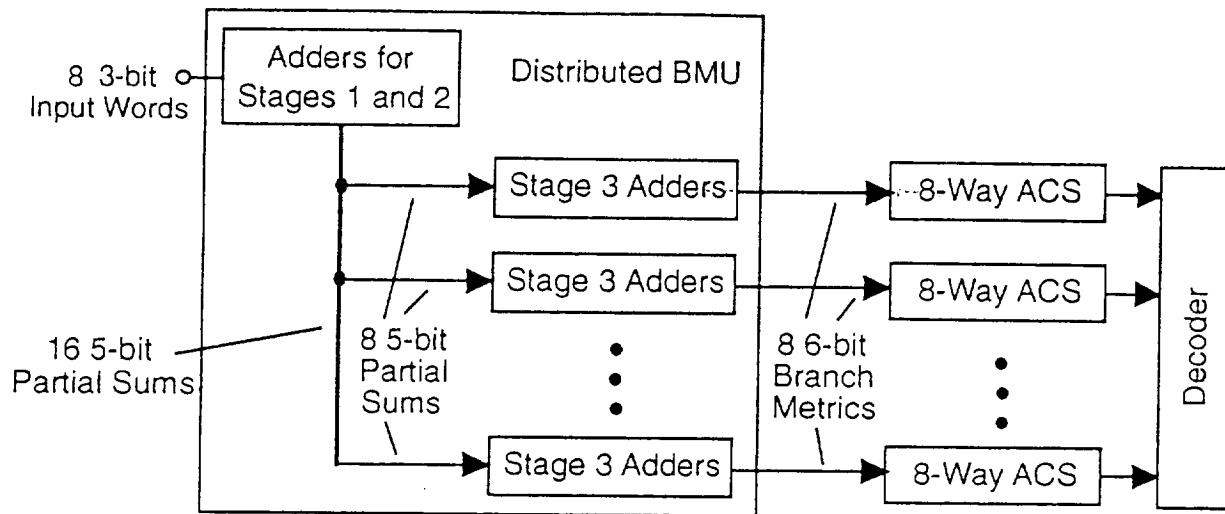 8 3-bit
Input Words
Adders for
Stages 1 and 2
Distributed BMU
Stage 3 Adders
8-Way ACS
Stage 3 Adders
8-Way ACS
16 5-bit
Partial Sums
8 5-bit
Partial
Sums
8 6-bit
Branch
Metrics
Stage 3 Adders
8-Way ACS
Decoder